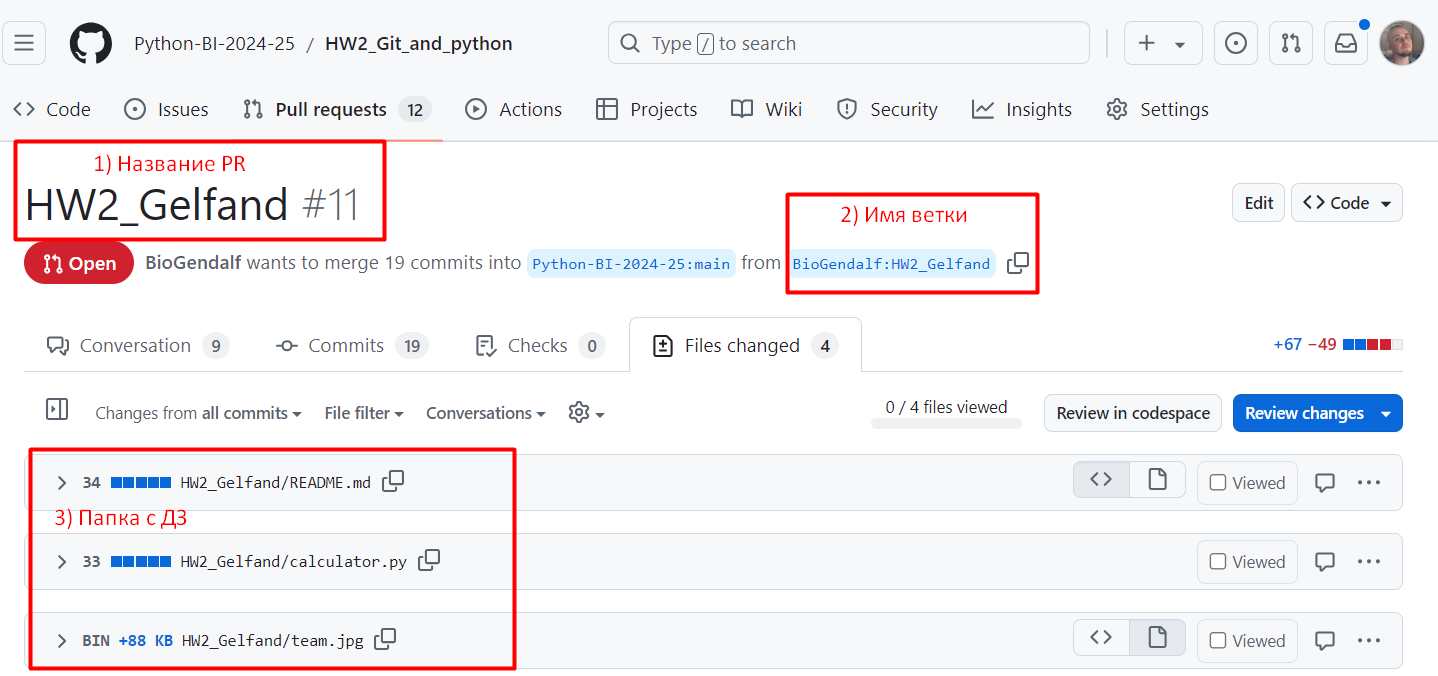 Python-BI-2024-25 / HW2_Git_and_python
Type / to search
Code Issues Pull requests 12 Actions Projects Wiki Security Insights Settings
1) Название PR
HW2_Gelfand #11
Edit
Code
2) Имя ветки
Open
BioGendalf wants to merge 19 commits into Python-BI-2024-25:main from BioGendalf:HW2_Gelfand
Conversation 9 Commits 19 Checks 0 Files changed 4
+67 −49
Changes from all commits File filter Conversations
0 / 4 files viewed
Review in codespace
Review changes
34 HW2_Gelfand/README.md
Viewed
3) Папка с ДЗ
33 HW2_Gelfand/calculator.py
Viewed
BIN +88 KB HW2_Gelfand/team.jpg
Viewed